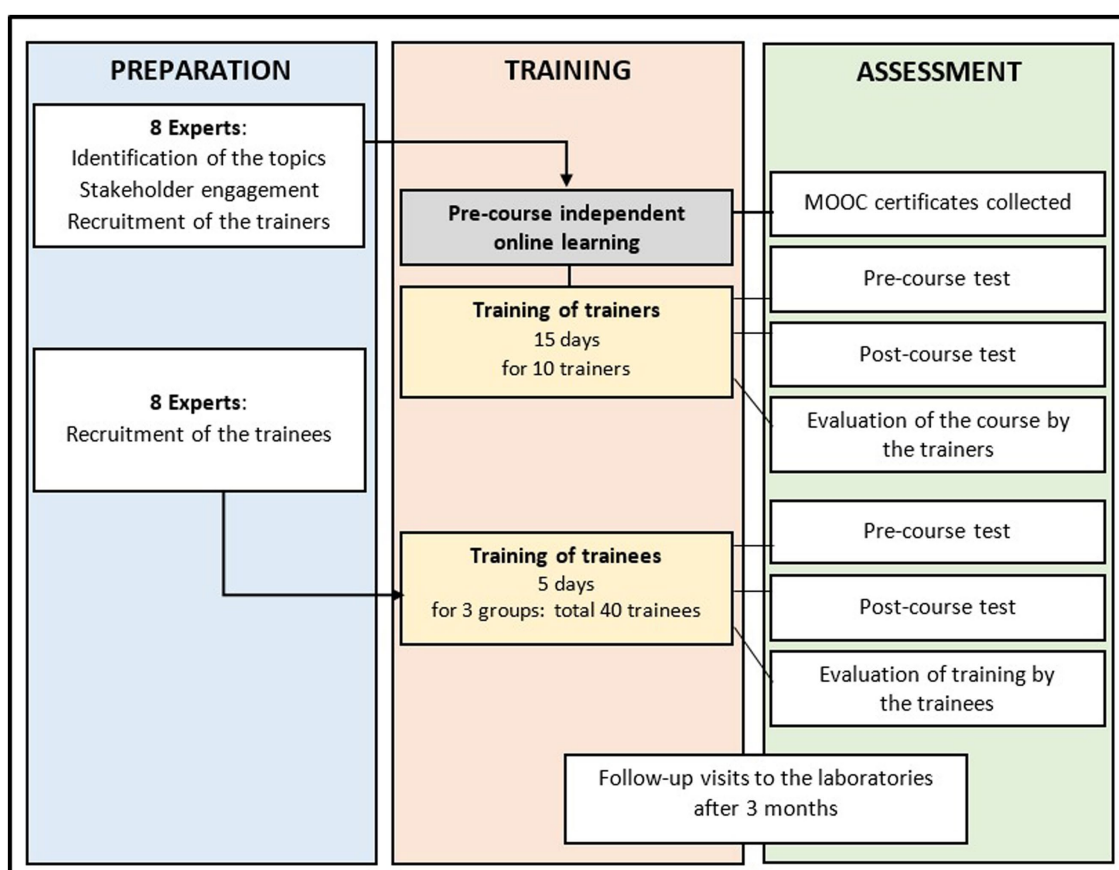 PREPARATION
8 Experts:
Identification of the topics
Stakeholder engagement
Recruitment of the trainers
8 Experts:
Recruitment of the trainees
TRAINING
Pre-course independent
online learning
Training of trainers
15 days
for 10 trainers
Training of trainees
5 days
for 3 groups: total 40 trainees
ASSESSMENT
MOOC certificates collected
Pre-course test
Post-course test
Evaluation of the course by
the trainers
Pre-course test
Post-course test
Evaluation of training by
the trainees
Follow-up visits to the laboratories
after 3 months